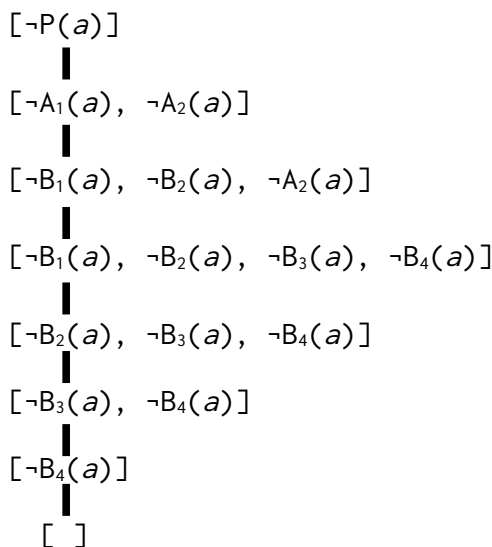 [¬P(a)]
[¬A₁(a), ¬A₂(a)]
[¬B₁(a), ¬B₂(a), ¬A₂(a)]
[¬B₁(a), ¬B₂(a), ¬B₃(a), ¬B₄(a)]
[¬B₂(a), ¬B₃(a), ¬B₄(a)]
[¬B₃(a), ¬B₄(a)]
[¬B₄(a)]
[ ]